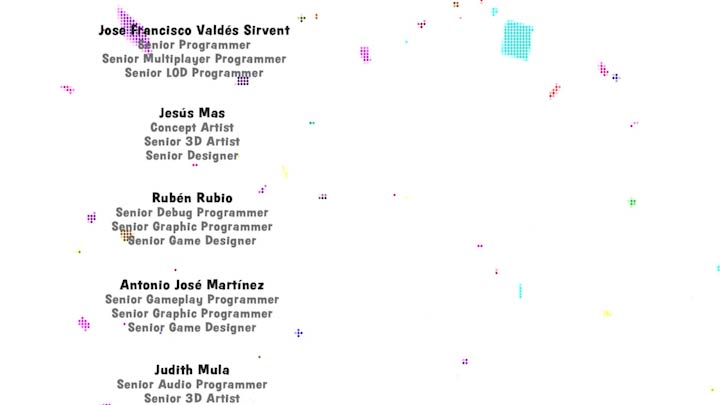 Jose Francisco Valdés Sirvent
Senior Programmer
Senior Multiplayer Programmer
Senior LOD Programmer
Jesús Mas
Concept Artist
Senior 3D Artist
Senior Designer
Rubén Rubio
Senior Debug Programmer
Senior Graphic Programmer
Senior Game Designer
Antonio José Martínez
Senior Gameplay Programmer
Senior Graphic Programmer
Senior Game Designer
Judith Mula
Senior Audio Programmer
Senior 3D Artist